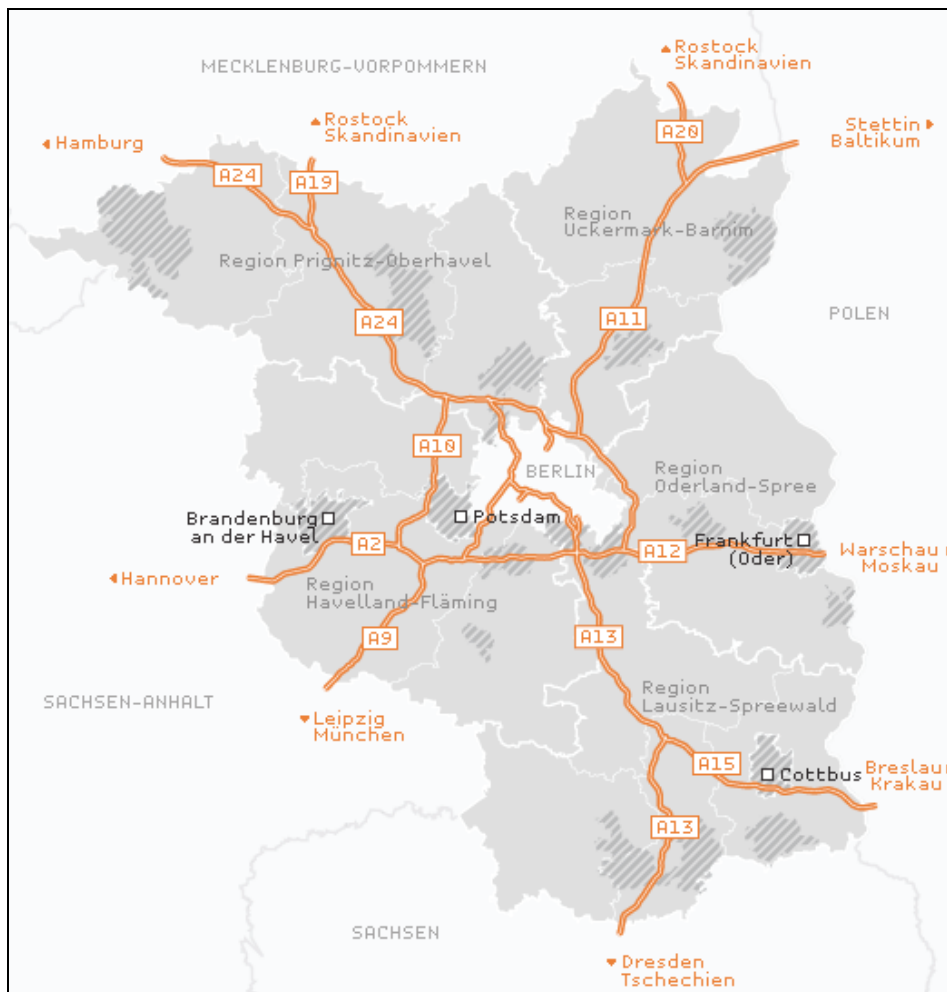 Rostock
Skandinavien
MECKLENBURG-VORPOMMERN
Rostock
Skandinavien
Stettin
Baltikum
Hamburg
A20
A24
A19
Region
Uckermark-Barnim
Region Prignitz-Oberhavel
POLEN
A24
A11
A10
BERLIN
Region
Oderland-Spree
Brandenburg
an der Havel
Potsdam
Frankfurt
(Oder)
A2
A12
Warschau
Moskau
Hannover
Region
Havelland-Fläming
A9
A13
SACHSEN-ANHALT
Region
Lausitz-Spreewald
Leipzig
München
A15
Cottbus
Breslau
Krakau
A13
SACHSEN
Dresden
Tschechien